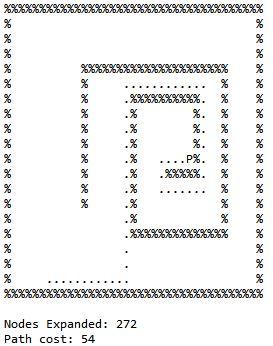 %%%%%%%%%%%%%%%%%%%%%%%%%%%%%%%%%%%%%
%                                   %
%                                   %
%                                   %
%          %%%%%%%%%%%%%%%%%%%%%    %
%          %     ............  %    %
%          %     .%%%%%%%%%%.  %    %
%          %     .%        %.  %    %
%          %     .%        %.  %    %
%          %     .%        %.  %    %
%          %     .%   ....P%.  %    %
%          %     .%   .%%%%%.  %    %
%          %     .%   .......  %    %
%          %     .%            %    %
%                .%            %    %
%                .%%%%%%%%%%%%%%    %
%                .                  %
%                .                  %
%     ............                  %
%%%%%%%%%%%%%%%%%%%%%%%%%%%%%%%%%%%%%
Nodes Expanded: 272
Path cost: 54